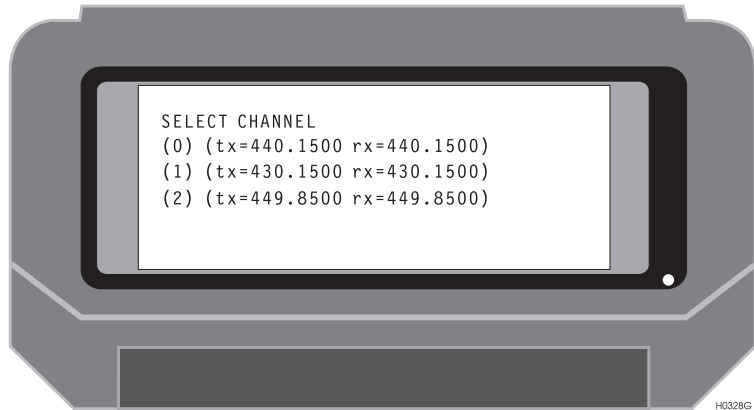 SELECT CHANNEL
(0) (tx=440.1500 rx=440.1500)
(1) (tx=430.1500 rx=430.1500)
(2) (tx=449.8500 rx=449.8500)
H0328G